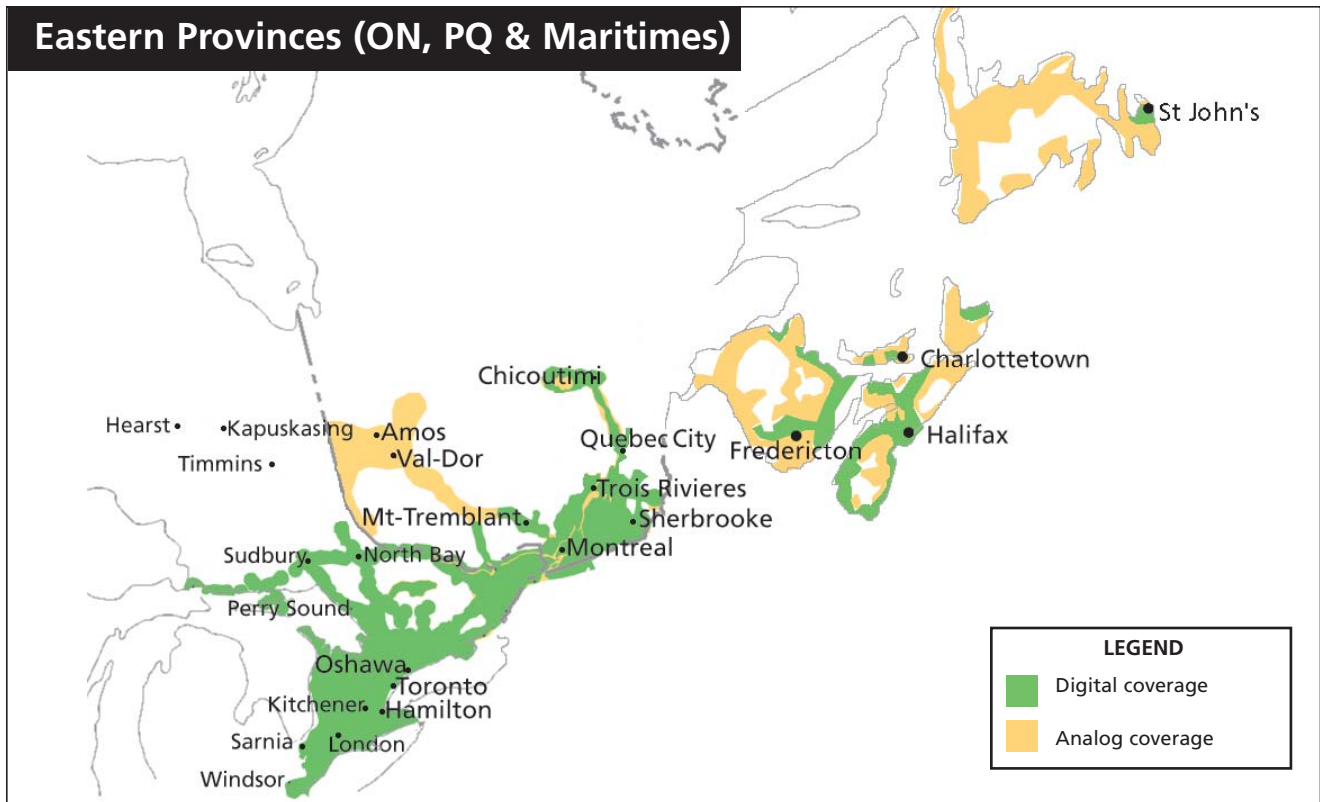 Eastern Provinces (ON, PQ & Maritimes)
St John's
Charlottetown
Chicoutimi
Hearst
Kapuskasing
Amos
Quebec City
Fredericton
Halifax
Timmins
Val-Dor
Trois Rivieres
Mt-Tremblant
Sherbrooke
Sudbury
North Bay
Montreal
Perry Sound
Oshawa
Toronto
Kitchener
Hamilton
Sarnia
London
Windsor
LEGEND
Digital coverage
Analog coverage